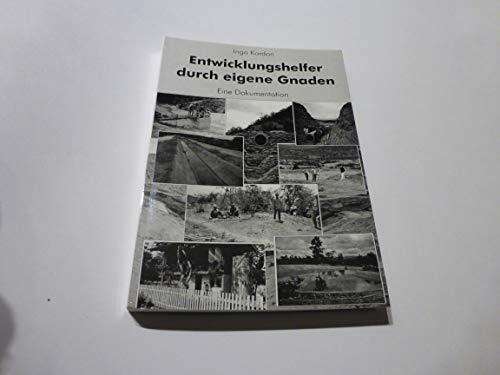 Ingo Kordon
Entwicklungshelfer
durch eigene Gnaden
Eine Dokumentation